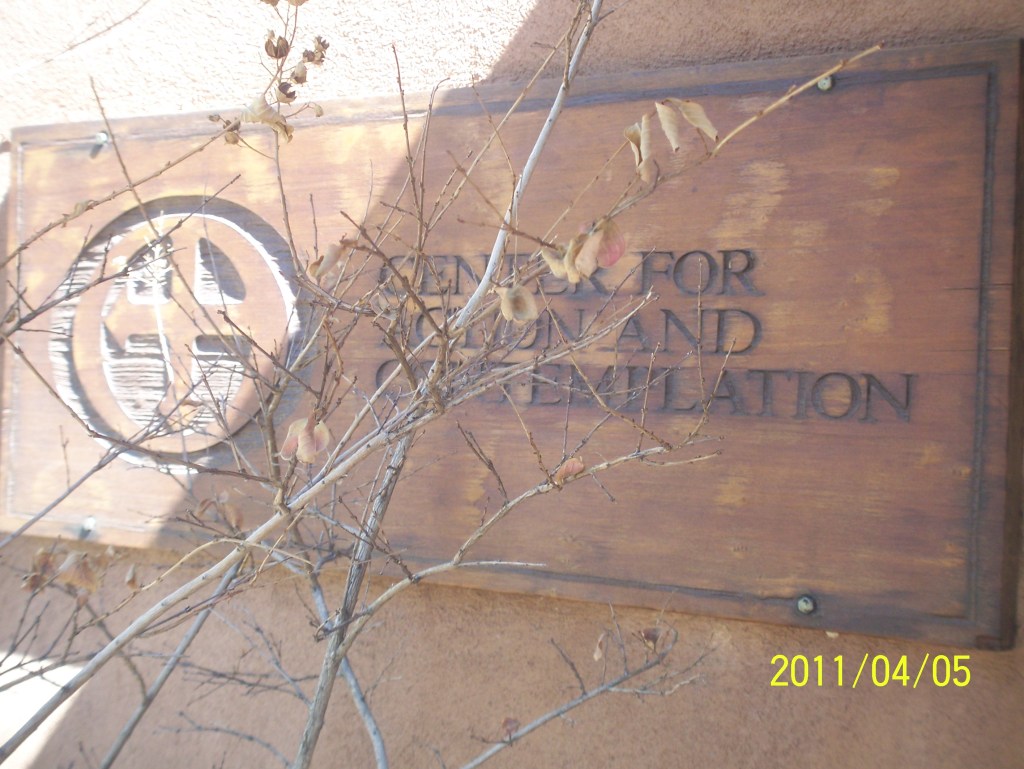 CENTER FOR
ACTION AND
CONTEMPLATION
2011/04/05